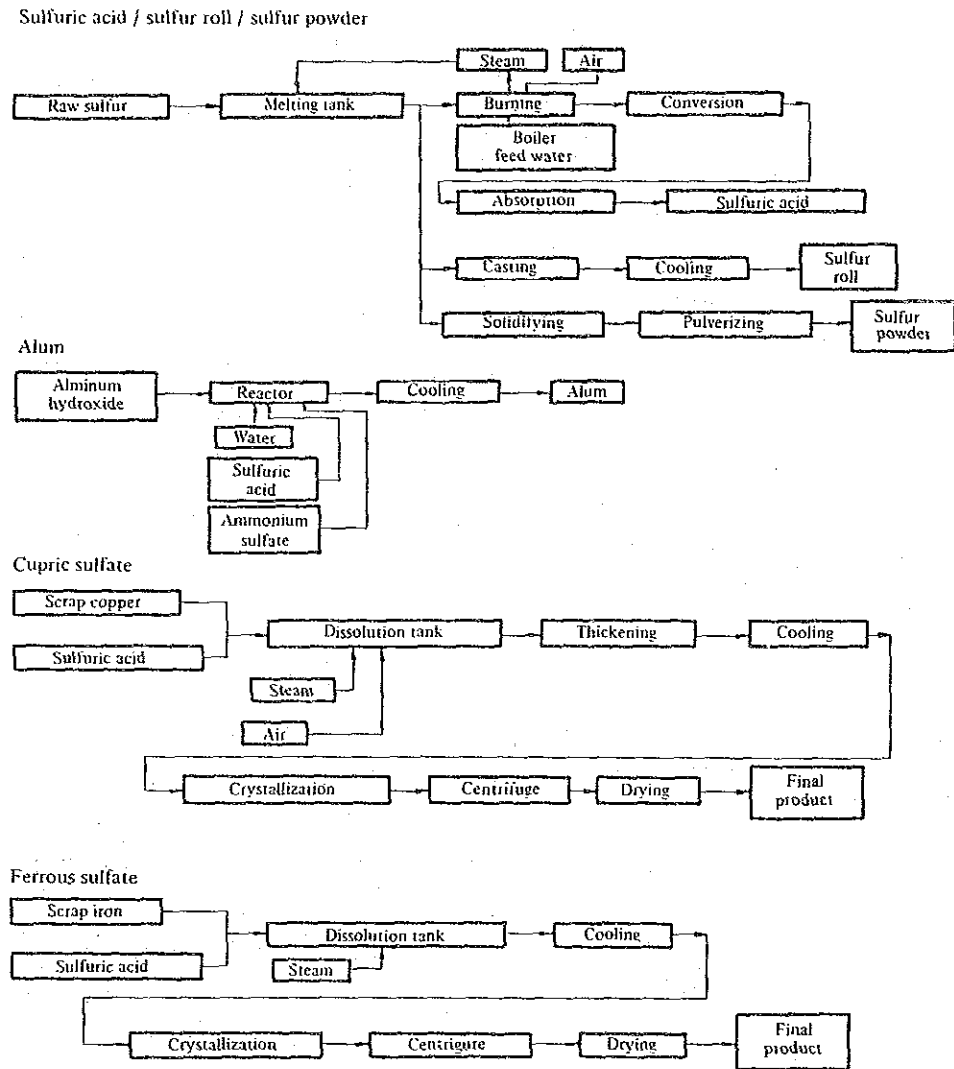 Sulfuric acid / sulfur roll / sulfur powder
Steam
Air
Raw sulfur
Melting tank
Burning
Conversion
Boiler
feed water
Absorution
Sulfuric acid
Casting
Cooling
Sulfur
roll
Solidifying
Pulverizing
Sulfur
powder
Alum
Alminum
hydroxide
Reactor
Cooling
Alum
Water
Sulfuric
acid
Ammonium
sulfate
Cupric sulfate
Scrap copper
Dissolution tank
Thickening
Cooling
Sulfuric acid
Steam
Air
Crystallization
Centrifuge
Drying
Final
product
Ferrous sulfate
Scrap iron
Dissolution tank
Cooling
Sulfuric acid
Steam
Crystallization
Centrigure
Drying
Final
product